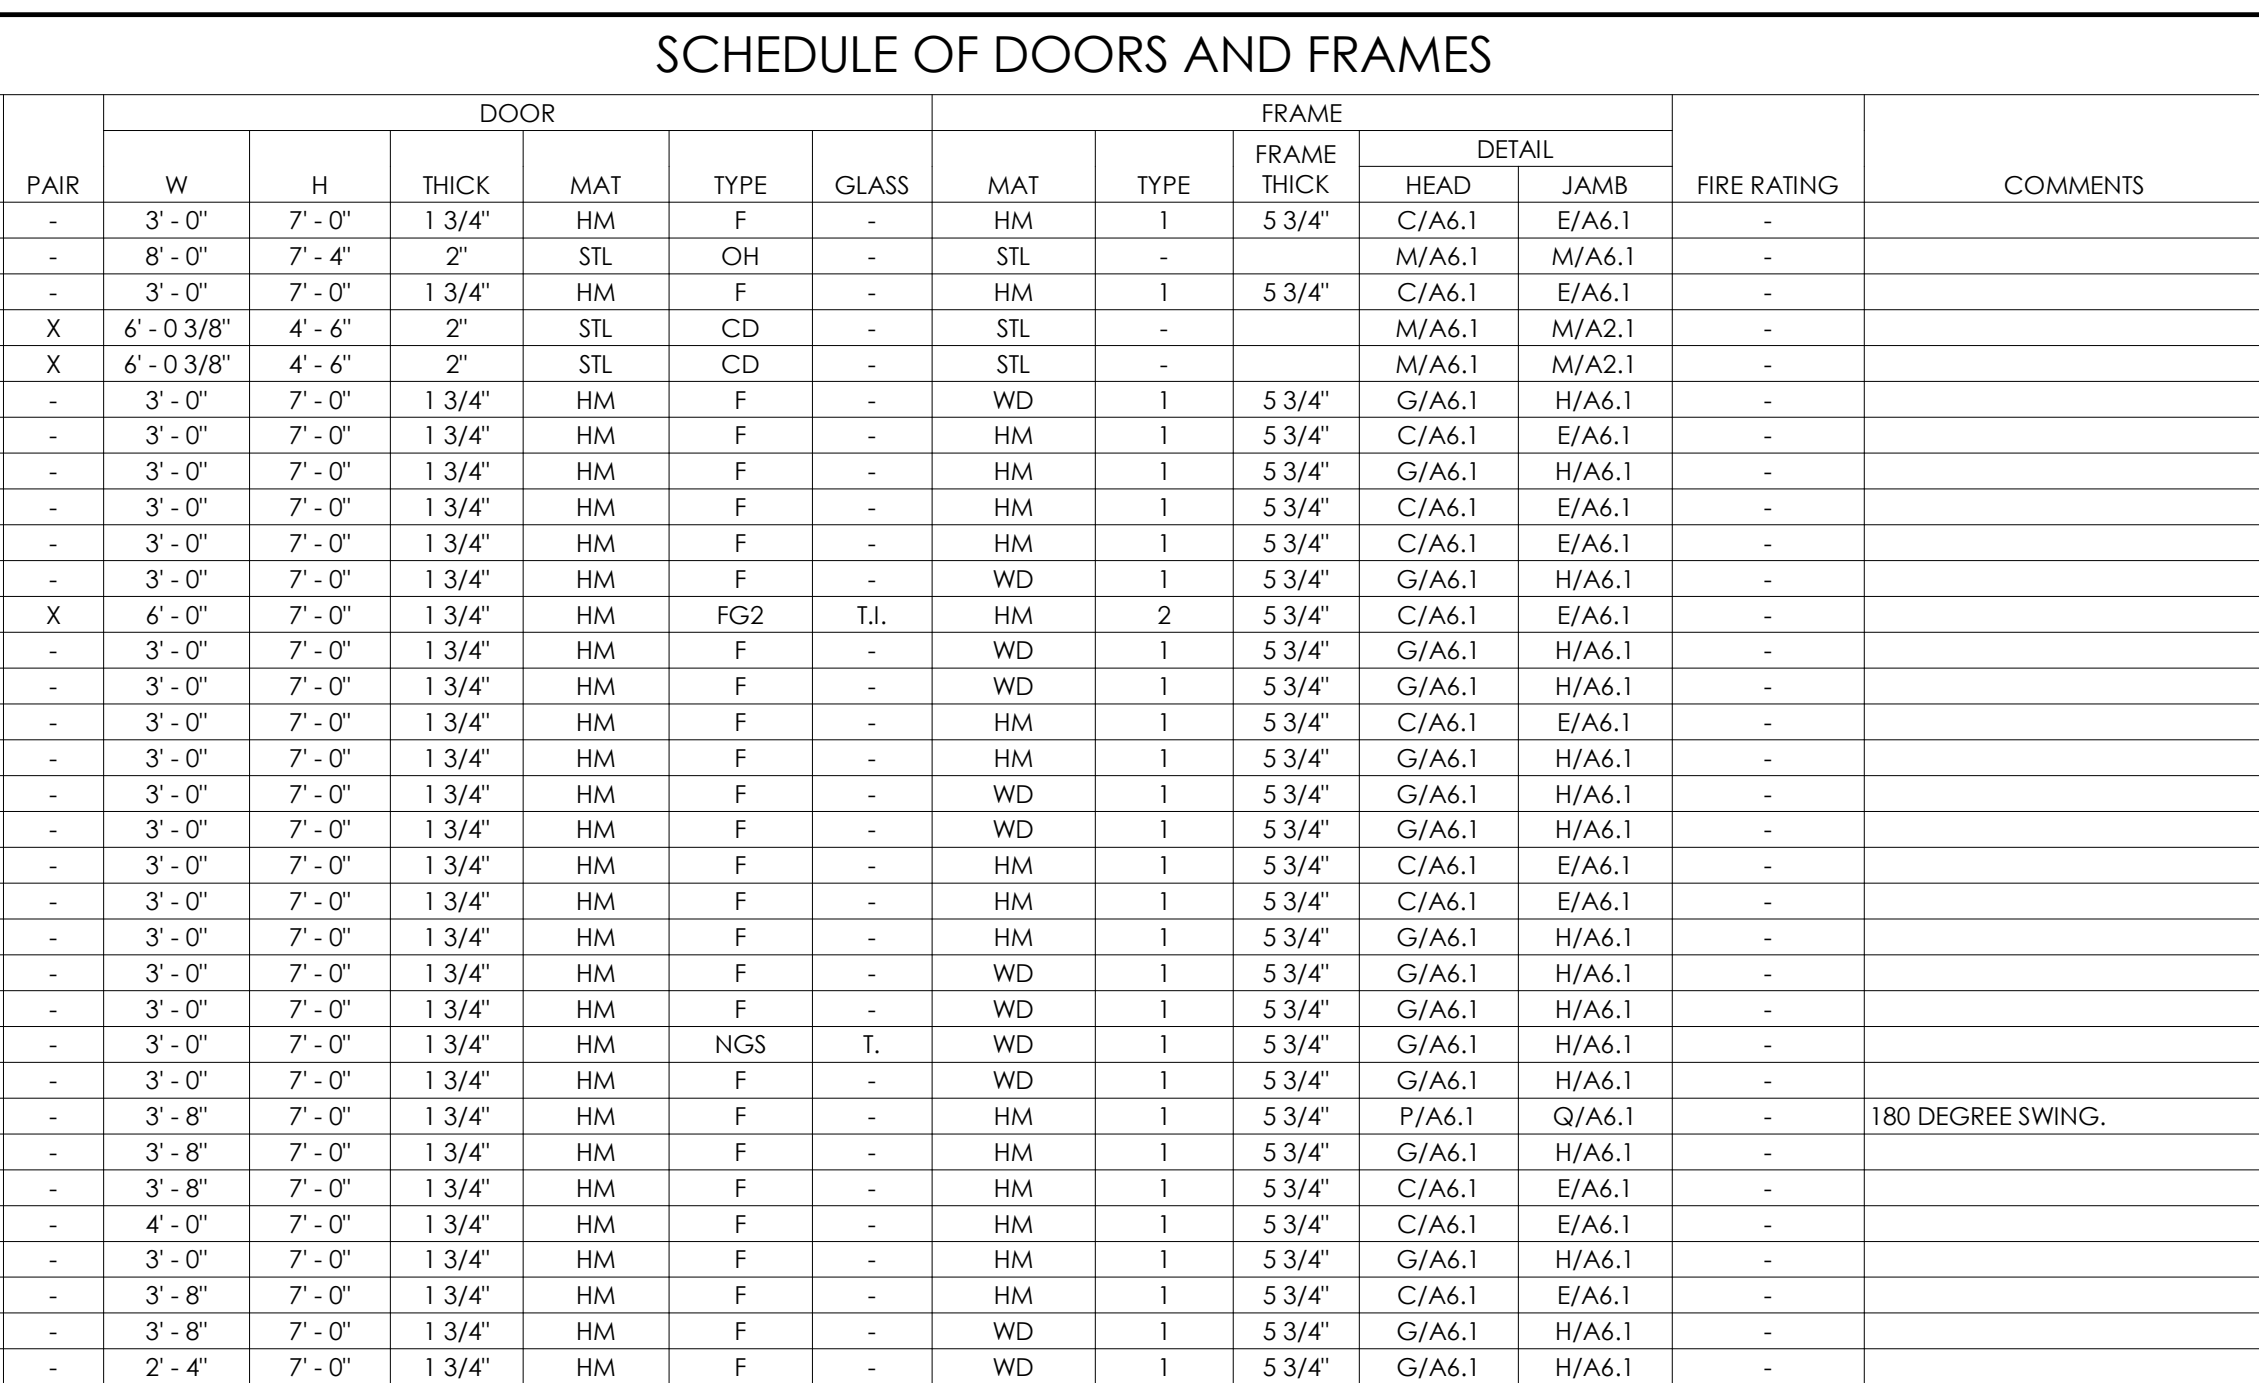 SCHEDULE OF DOORS AND FRAMES
DOOR FRAME
FRAME DETAIL
PAIR W H THICK MAT TYPE GLASS MAT TYPE THICK HEAD JAMB FIRE RATING COMMENTS
- 3' - 0" 7' - 0" 1 3/4" HM F - HM 1 5 3/4" C/A6.1 E/A6.1 -
- 8' - 0" 7' - 4" 2" STL OH - STL - M/A6.1 M/A6.1 -
- 3' - 0" 7' - 0" 1 3/4" HM F - HM 1 5 3/4" C/A6.1 E/A6.1 -
X 6' - 0 3/8" 4' - 6" 2" STL CD - STL - M/A6.1 M/A2.1 -
X 6' - 0 3/8" 4' - 6" 2" STL CD - STL - M/A6.1 M/A2.1 -
- 3' - 0" 7' - 0" 1 3/4" HM F - WD 1 5 3/4" G/A6.1 H/A6.1 -
- 3' - 0" 7' - 0" 1 3/4" HM F - HM 1 5 3/4" C/A6.1 E/A6.1 -
- 3' - 0" 7' - 0" 1 3/4" HM F - HM 1 5 3/4" G/A6.1 H/A6.1 -
- 3' - 0" 7' - 0" 1 3/4" HM F - HM 1 5 3/4" C/A6.1 E/A6.1 -
- 3' - 0" 7' - 0" 1 3/4" HM F - HM 1 5 3/4" C/A6.1 E/A6.1 -
- 3' - 0" 7' - 0" 1 3/4" HM F - WD 1 5 3/4" G/A6.1 H/A6.1 -
X 6' - 0" 7' - 0" 1 3/4" HM FG2 T.I. HM 2 5 3/4" C/A6.1 E/A6.1 -
- 3' - 0" 7' - 0" 1 3/4" HM F - WD 1 5 3/4" G/A6.1 H/A6.1 -
- 3' - 0" 7' - 0" 1 3/4" HM F - WD 1 5 3/4" G/A6.1 H/A6.1 -
- 3' - 0" 7' - 0" 1 3/4" HM F - HM 1 5 3/4" C/A6.1 E/A6.1 -
- 3' - 0" 7' - 0" 1 3/4" HM F - HM 1 5 3/4" G/A6.1 H/A6.1 -
- 3' - 0" 7' - 0" 1 3/4" HM F - WD 1 5 3/4" G/A6.1 H/A6.1 -
- 3' - 0" 7' - 0" 1 3/4" HM F - WD 1 5 3/4" G/A6.1 H/A6.1 -
- 3' - 0" 7' - 0" 1 3/4" HM F - HM 1 5 3/4" C/A6.1 E/A6.1 -
- 3' - 0" 7' - 0" 1 3/4" HM F - HM 1 5 3/4" C/A6.1 E/A6.1 -
- 3' - 0" 7' - 0" 1 3/4" HM F - HM 1 5 3/4" G/A6.1 H/A6.1 -
- 3' - 0" 7' - 0" 1 3/4" HM F - WD 1 5 3/4" G/A6.1 H/A6.1 -
- 3' - 0" 7' - 0" 1 3/4" HM F - WD 1 5 3/4" G/A6.1 H/A6.1 -
- 3' - 0" 7' - 0" 1 3/4" HM NGS T. WD 1 5 3/4" G/A6.1 H/A6.1 -
- 3' - 0" 7' - 0" 1 3/4" HM F - WD 1 5 3/4" G/A6.1 H/A6.1 -
- 3' - 8" 7' - 0" 1 3/4" HM F - HM 1 5 3/4" P/A6.1 Q/A6.1 - 180 DEGREE SWING.
- 3' - 8" 7' - 0" 1 3/4" HM F - HM 1 5 3/4" G/A6.1 H/A6.1 -
- 3' - 8" 7' - 0" 1 3/4" HM F - HM 1 5 3/4" C/A6.1 E/A6.1 -
- 4' - 0" 7' - 0" 1 3/4" HM F - HM 1 5 3/4" C/A6.1 E/A6.1 -
- 3' - 0" 7' - 0" 1 3/4" HM F - HM 1 5 3/4" G/A6.1 H/A6.1 -
- 3' - 8" 7' - 0" 1 3/4" HM F - HM 1 5 3/4" C/A6.1 E/A6.1 -
- 3' - 8" 7' - 0" 1 3/4" HM F - WD 1 5 3/4" G/A6.1 H/A6.1 -
- 2' - 4" 7' - 0" 1 3/4" HM F - WD 1 5 3/4" G/A6.1 H/A6.1 -